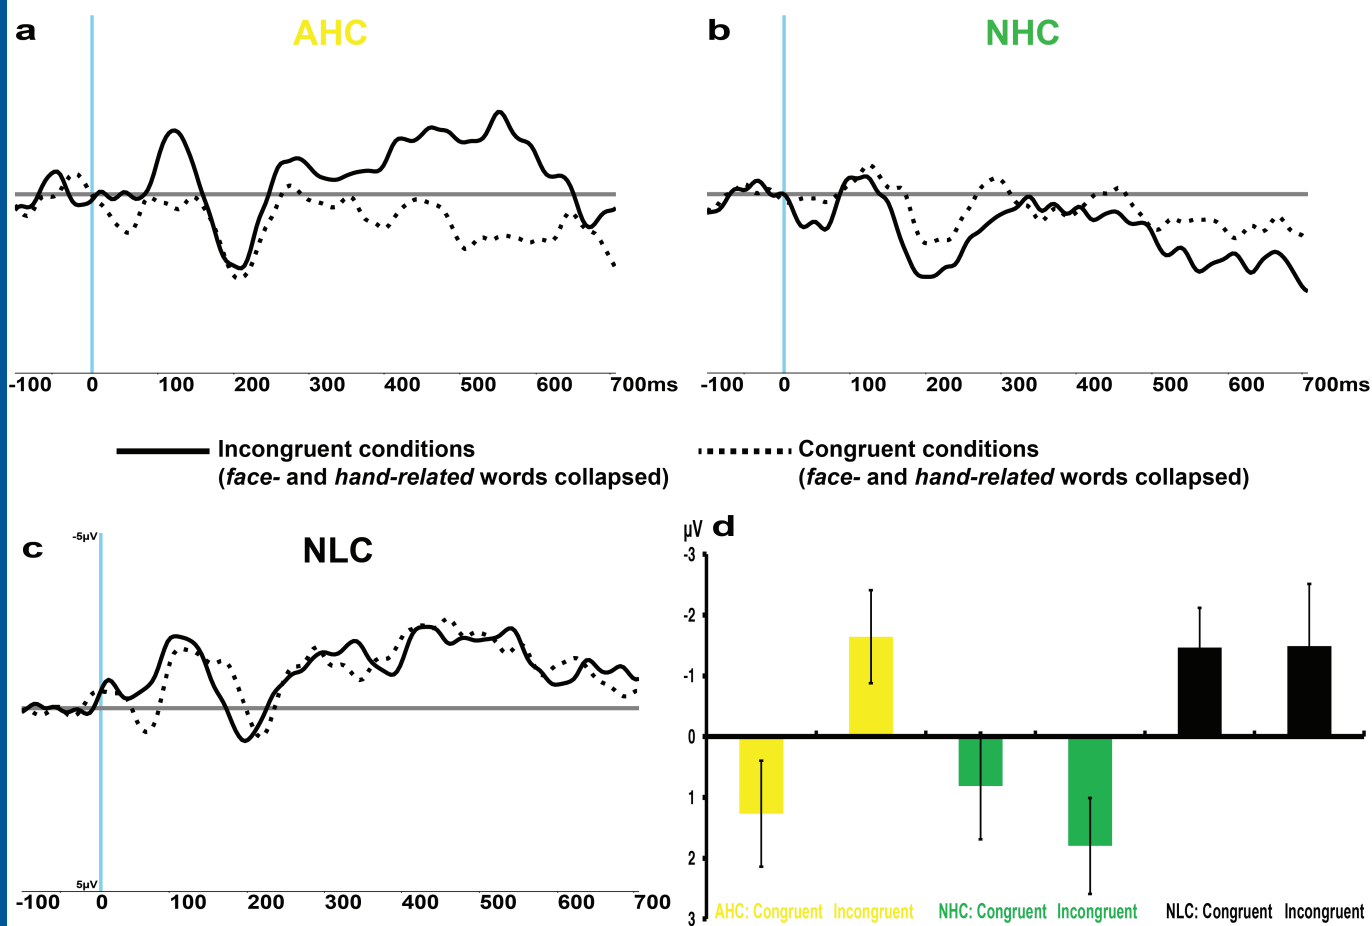 a
AHC
-100 0 100 200 300 400 500 600 700ms
b
NHC
-100 0 100 200 300 400 500 600 700ms
Incongruent conditions
(face- and hand-related words collapsed)
Congruent conditions
(face- and hand-related words collapsed)
c
NLC
-5µV
5µV
-100 0 100 200 300 400 500 600 700
µV d
-3
-2
-1
0
1
2
3
AHC: Congruent Incongruent NHC: Congruent Incongruent NLC: Congruent Incongruent